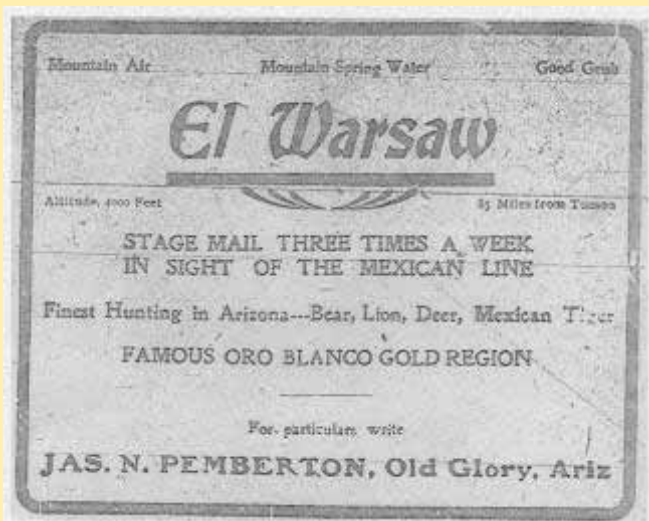 Mountain Air Mountain Spring Water Good Grub
El Warsaw
Altitude, 4000 Feet 85 Miles from Tucson
STAGE MAIL THREE TIMES A WEEK
IN SIGHT OF THE MEXICAN LINE
Finest Hunting in Arizona---Bear, Lion, Deer, Mexican Tiger
FAMOUS ORO BLANCO GOLD REGION
For particulars write
JAS. N. PEMBERTON, Old Glory, Ariz